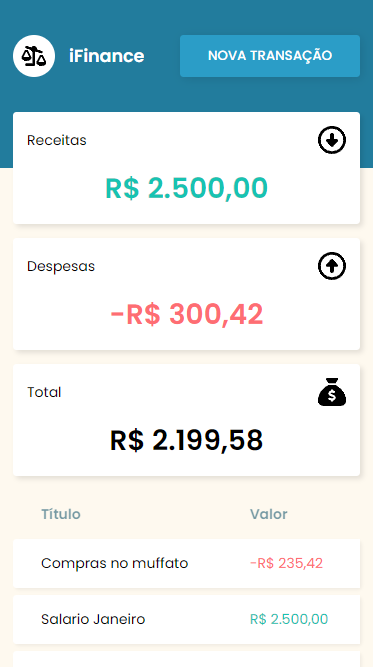 iFinance
NOVA TRANSAÇÃO
Receitas
R$ 2.500,00
Despesas
-R$ 300,42
Total
$
R$ 2.199,58
Título Valor
Compras no muffato -R$ 235,42
Salario Janeiro R$ 2.500,00